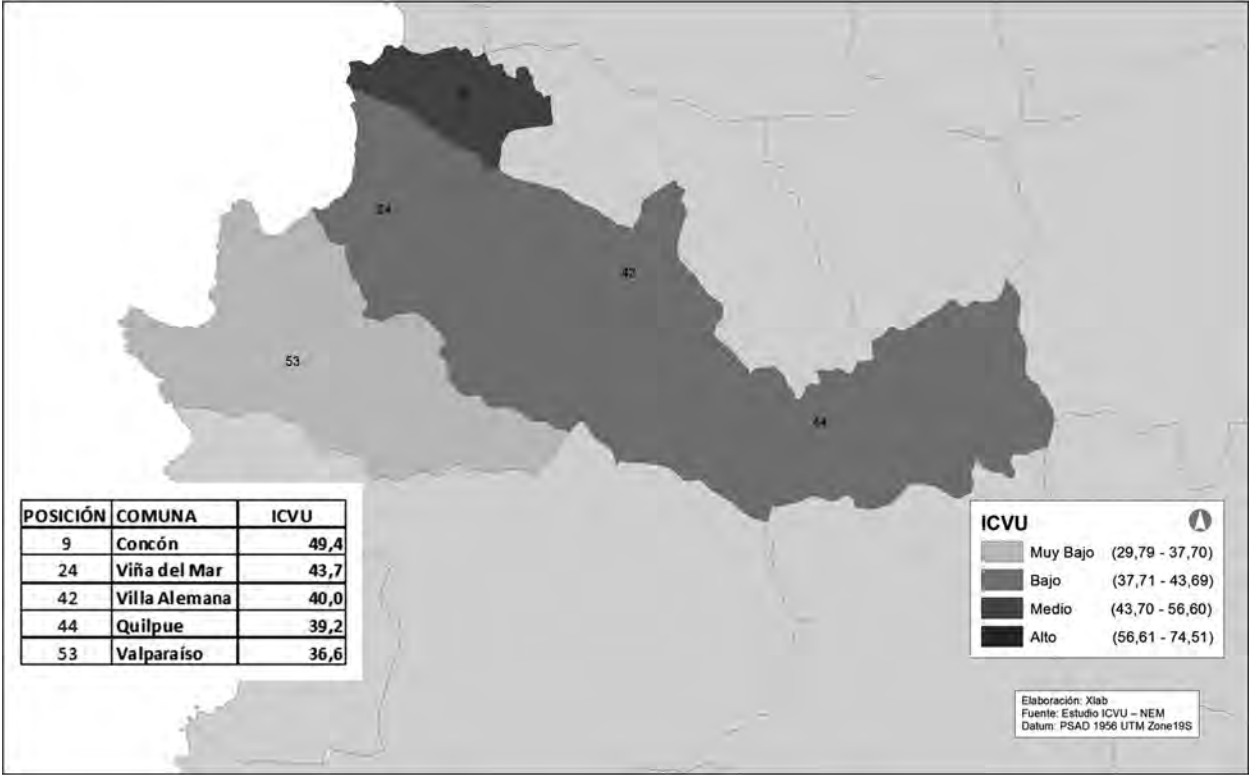 24
42
53
44
POSICIÓN COMUNA ICVU
9 Concón 49,4
24 Viña del Mar 43,7
42 Villa Alemana 40,0
44 Quilpue 39,2
53 Valparaíso 36,6
ICVU
Muy Bajo (29,79 - 37,70)
Bajo (37,71 - 43,69)
Medio (43,70 - 56,60)
Alto (56,61 - 74,51)
Elaboración: Xlab
Fuente: Estudio ICVU – NEM
Datum: PSAD 1956 UTM Zone19S